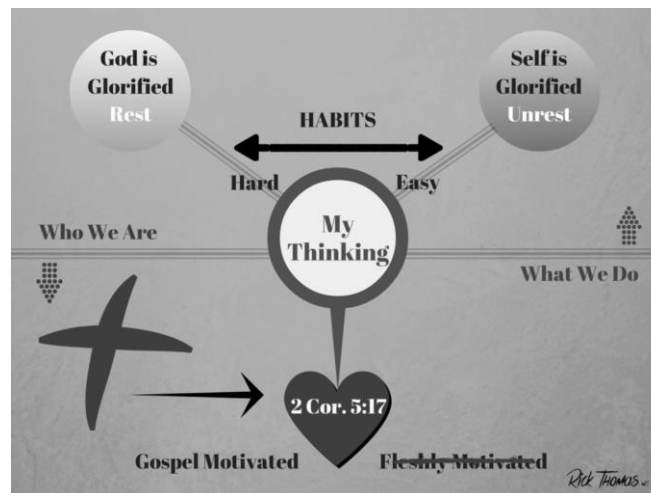 God is
Glorified
Rest
Self is
Glorified
Unrest
HABITS
Hard
Easy
My
Thinking
Who We Are
What We Do
2 Cor. 5:17
Gospel Motivated
Fleshly Motivated
Rick Thomas